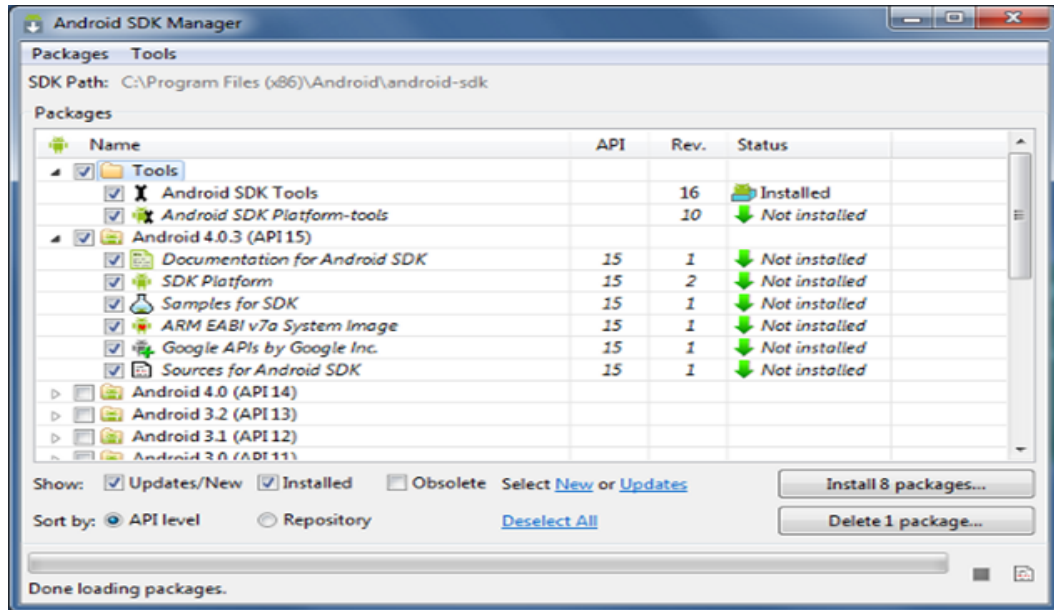 Android SDK Manager
Packages Tools
SDK Path: C:\Program Files (x86)\Android\android-sdk
Packages
Name API Rev. Status
Tools
Android SDK Tools 16 Installed
Android SDK Platform-tools 10 Not installed
Android 4.0.3 (API 15)
Documentation for Android SDK 15 1 Not installed
SDK Platform 15 2 Not installed
Samples for SDK 15 1 Not installed
ARM EABI v7a System Image 15 1 Not installed
Google APIs by Google Inc. 15 1 Not installed
Sources for Android SDK 15 1 Not installed
Android 4.0 (API 14)
Android 3.2 (API 13)
Android 3.1 (API 12)
Android 3.0 (API 11)
Show: Updates/New Installed Obsolete Select New or Updates Install 8 packages...
Sort by: API level Repository Deselect All Delete 1 package...
Done loading packages.